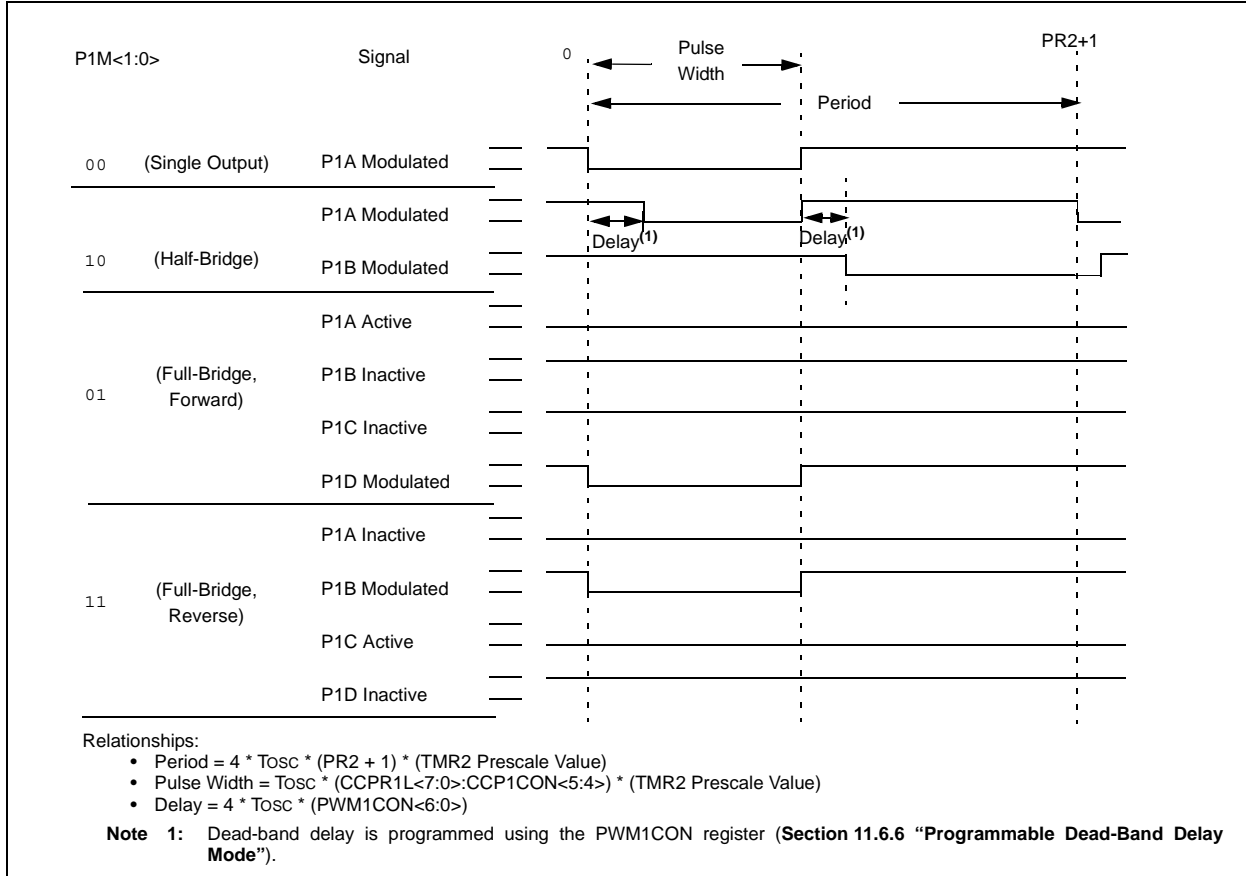 P1M<1:0> Signal 0 Pulse Width PR2+1
Period
00 (Single Output) P1A Modulated
P1A Modulated
Delay(1) Delay(1)
10 (Half-Bridge) P1B Modulated
P1A Active
01 (Full-Bridge, Forward) P1B Inactive
P1C Inactive
P1D Modulated
P1A Inactive
11 (Full-Bridge, Reverse) P1B Modulated
P1C Active
P1D Inactive
Relationships:
• Period = 4 * TOSC * (PR2 + 1) * (TMR2 Prescale Value)
• Pulse Width = TOSC * (CCPR1L<7:0>:CCP1CON<5:4>) * (TMR2 Prescale Value)
• Delay = 4 * TOSC * (PWM1CON<6:0>)
Note 1: Dead-band delay is programmed using the PWM1CON register (Section 11.6.6 “Programmable Dead-Band Delay
Mode”).